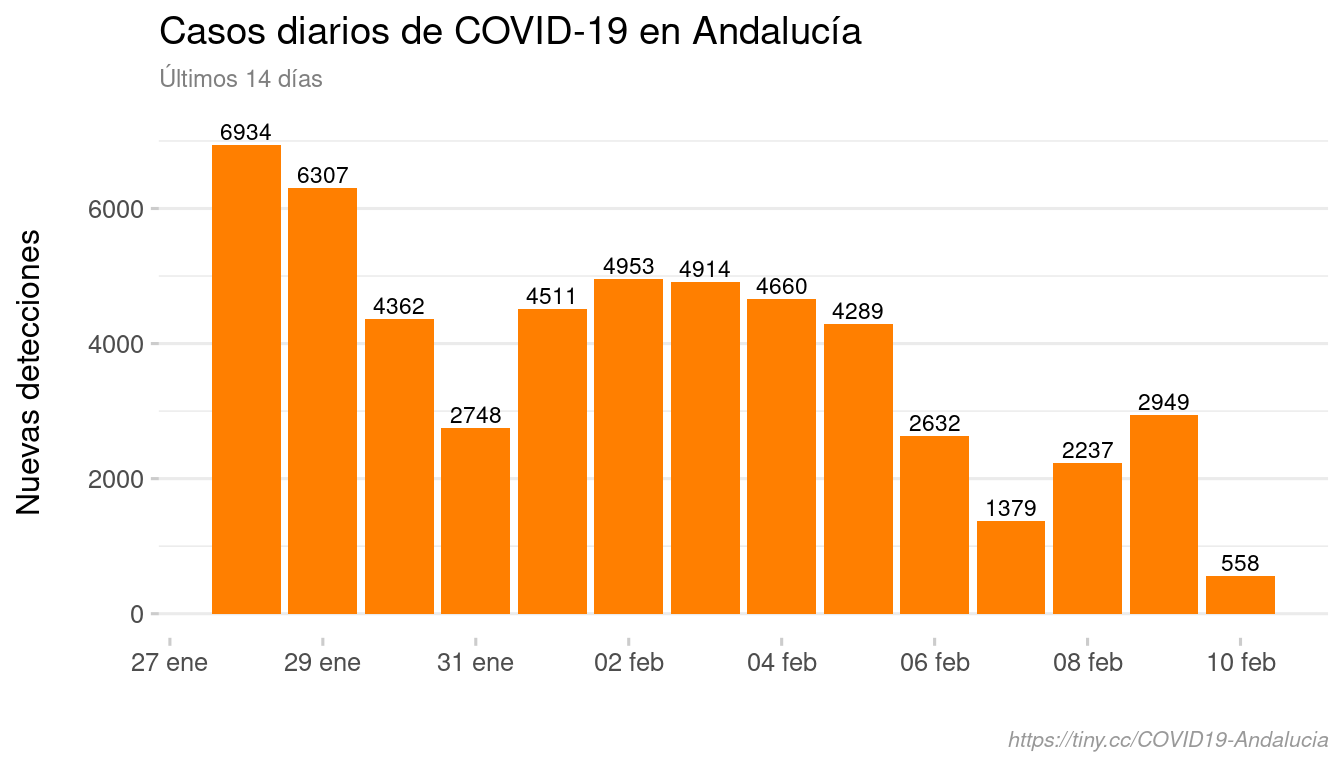 Casos diarios de COVID-19 en Andalucía
Últimos 14 días
Nuevas detecciones
6000
4000
2000
0
6934
6307
4362
2748
4511
4953
4914
4660
4289
2632
1379
2237
2949
558
27 ene
29 ene
31 ene
02 feb
04 feb
06 feb
08 feb
10 feb
https://tiny.cc/COVID19-Andalucia